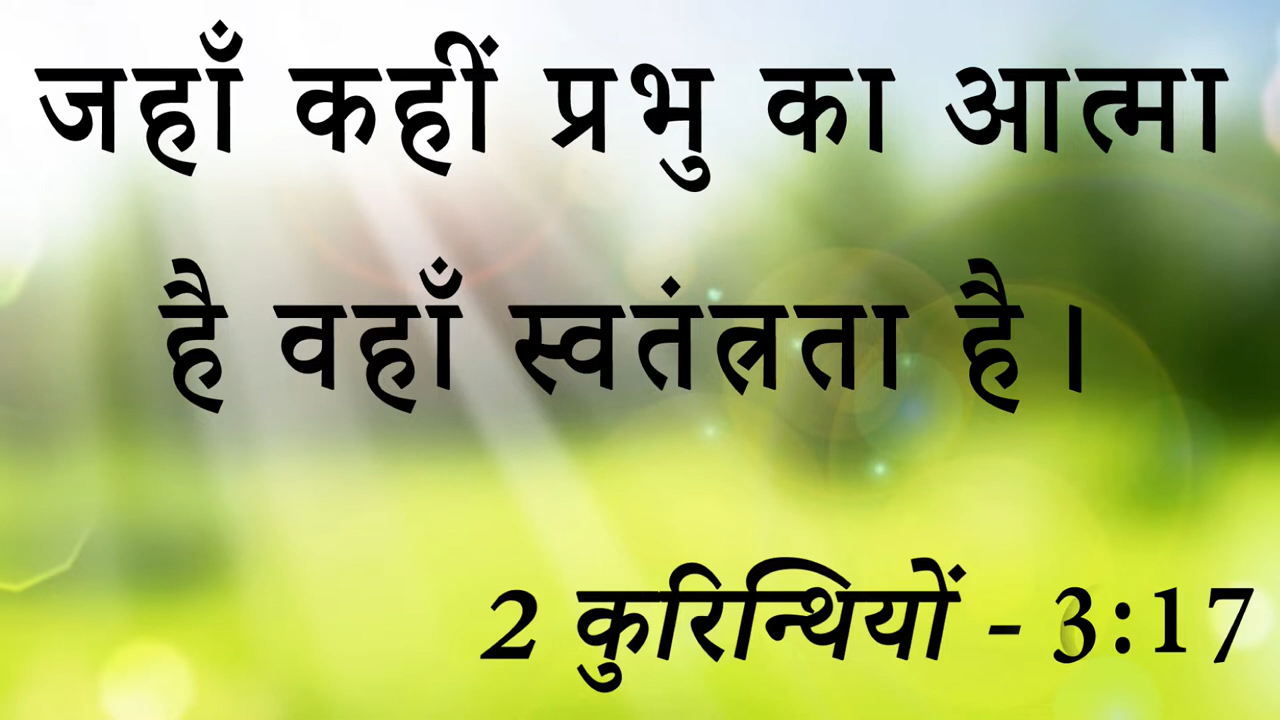 जहाँ कहीं प्रभु का आत्मा
है वहाँ स्वतंत्रता है।
2 कुरिन्थियों - 3:17